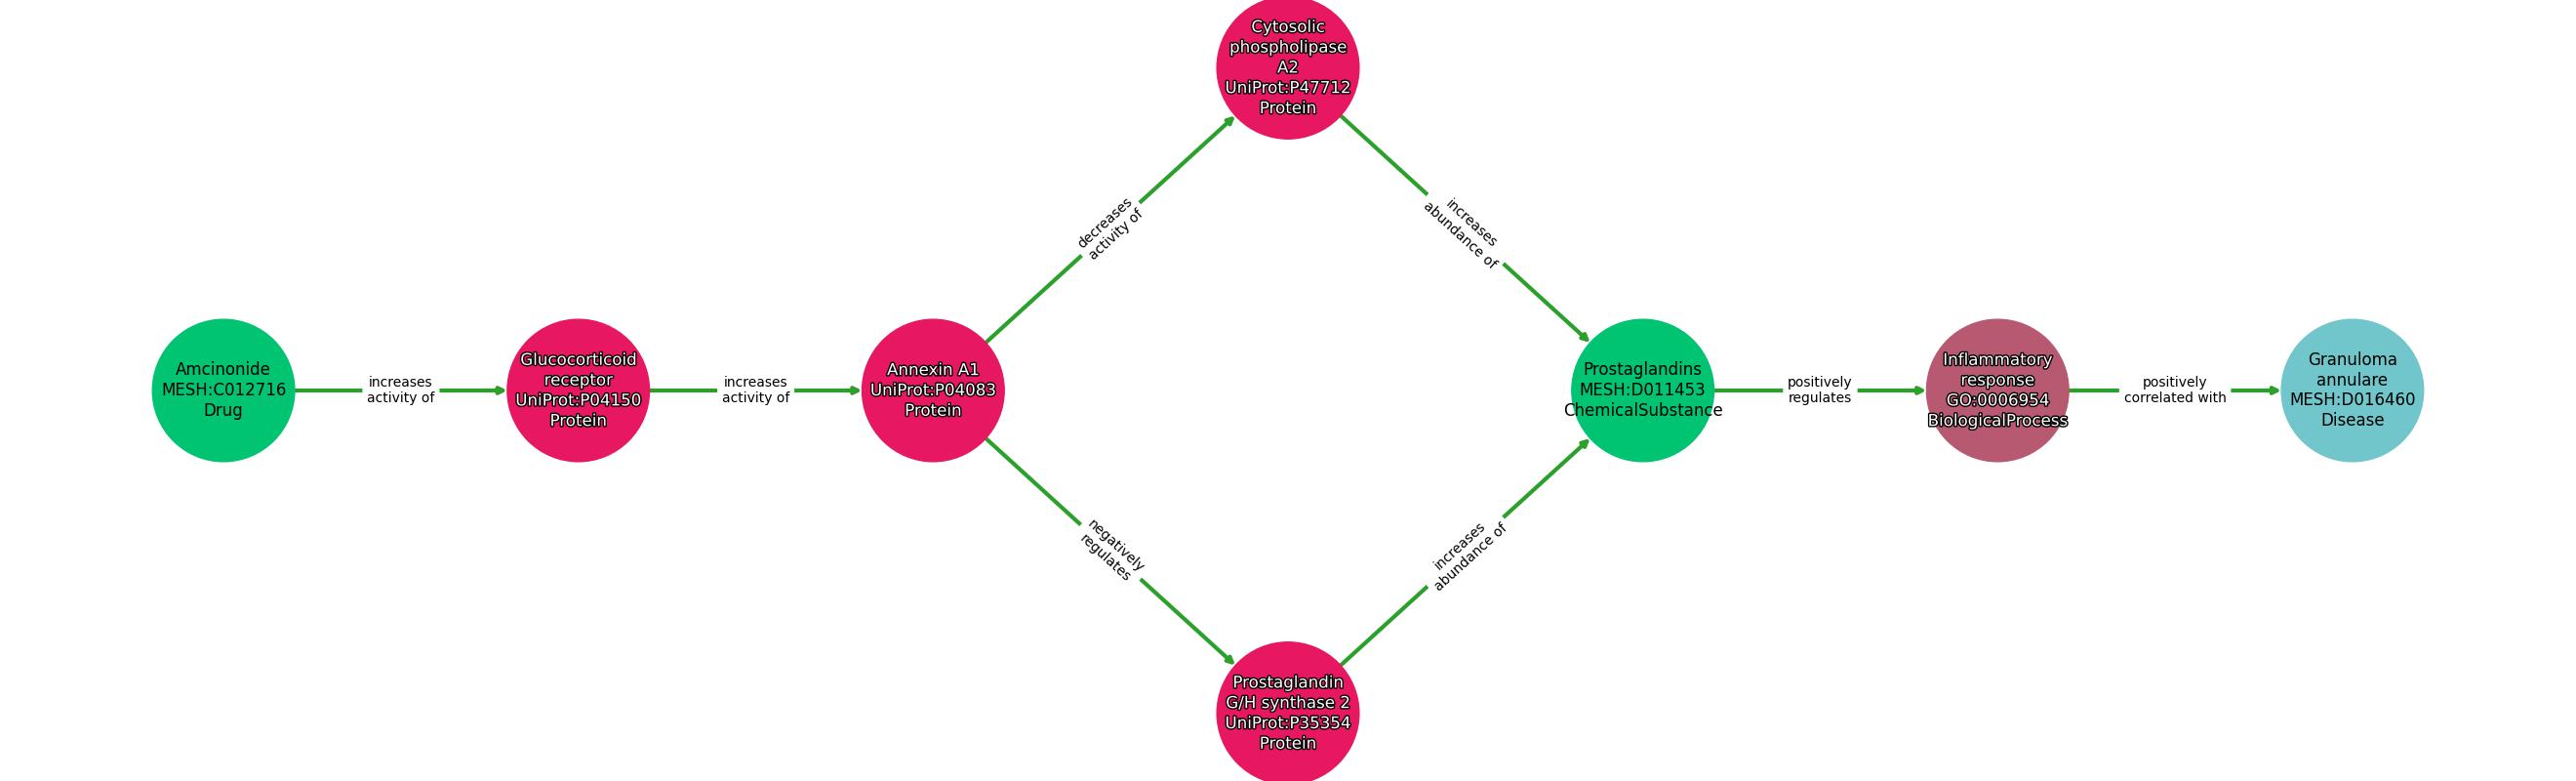 Cytosolic
phospholipase
A2
UniProt:P47712
Protein
decreases
activity of
increases
abundance of
Amcinonide
MESH:C012716
Drug
increases
activity of
Glucocorticoid
receptor
UniProt:P04150
Protein
increases
activity of
Annexin A1
UniProt:P04083
Protein
Prostaglandins
MESH:D011453
ChemicalSubstance
positively
regulates
Inflammatory
response
GO:0006954
BiologicalProcess
positively
correlated with
Granuloma
annulare
MESH:D016460
Disease
negatively
regulates
increases
abundance of
Prostaglandin
G/H synthase 2
UniProt:P35354
Protein